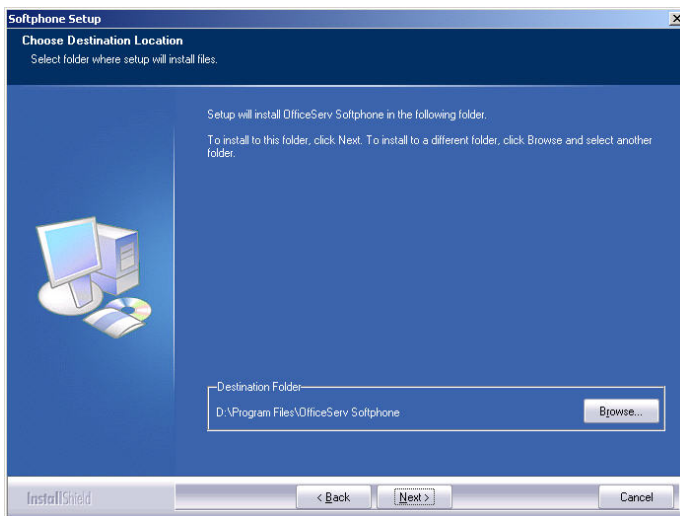 Softphone Setup
Choose Destination Location
Select folder where setup will install files.
Setup will install OfficeServ Softphone in the following folder.
To install to this folder, click Next. To install to a different folder, click Browse and select another
folder.
Destination Folder
D:\Program Files\OfficeServ Softphone
Browse...
InstallShield
< Back
Next >
Cancel